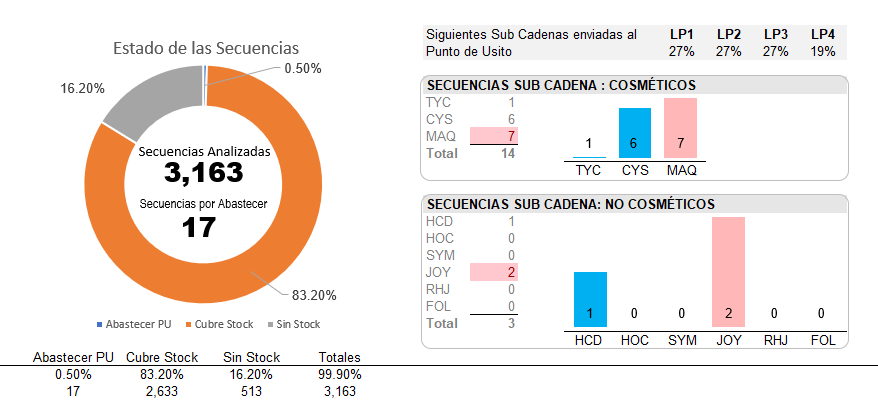 Estado de las Secuencias
0.50%
16.20%
Secuencias Analizadas
3,163
Secuencias por Abastecer
17
83.20%
Abastecer PU Cubre Stock Sin Stock
Abastecer PU Cubre Stock Sin Stock Totales
0.50% 83.20% 16.20% 99.90%
17 2,633 513 3,163
Siguientes Sub Cadenas enviadas al LP1 LP2 LP3 LP4
Punto de Usito 27% 27% 27% 19%
SECUENCIAS SUB CADENA : COSMÉTICOS
TYC 1
CYS 6
MAQ 7
Total 14
1 6 7
TYC CYS MAQ
SECUENCIAS SUB CADENA: NO COSMÉTICOS
HCD 1
HOC 0
SYM 0
JOY 2
RHJ 0
FOL 0
Total 3
1 0 0 2 0 0
HCD HOC SYM JOY RHJ FOL